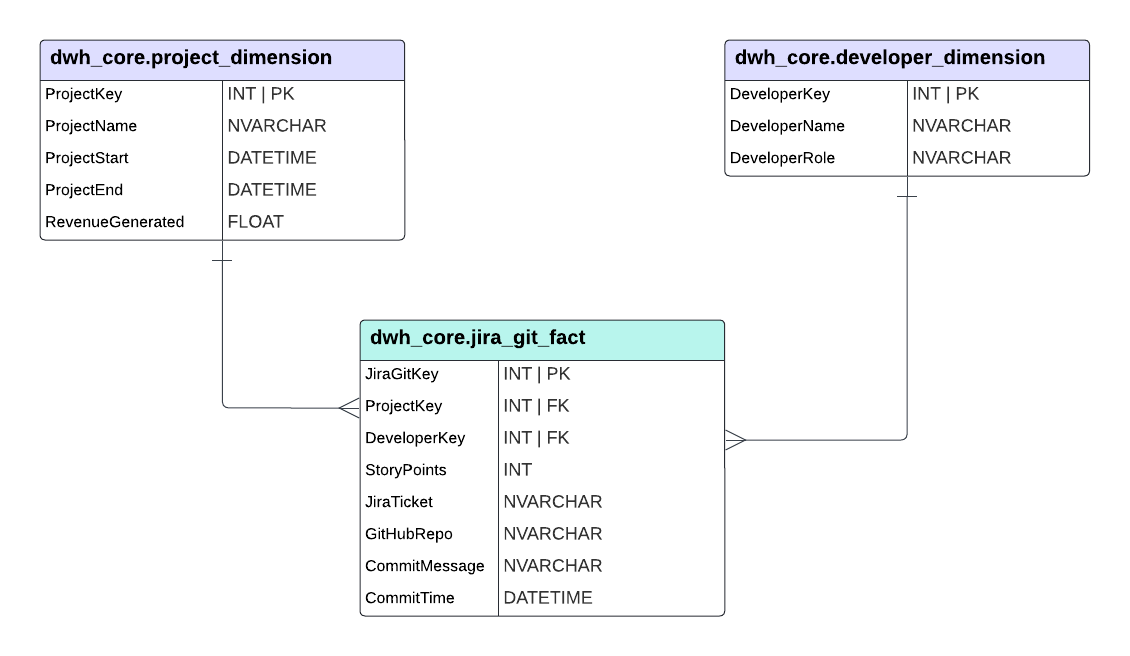 dwh_core.project_dimension
ProjectKey INT | PK
ProjectName NVARCHAR
ProjectStart DATETIME
ProjectEnd DATETIME
RevenueGenerated FLOAT
dwh_core.developer_dimension
DeveloperKey INT | PK
DeveloperName NVARCHAR
DeveloperRole NVARCHAR
dwh_core.jira_git_fact
JiraGitKey INT | PK
ProjectKey INT | FK
DeveloperKey INT | FK
StoryPoints INT
JiraTicket NVARCHAR
GitHubRepo NVARCHAR
CommitMessage NVARCHAR
CommitTime DATETIME